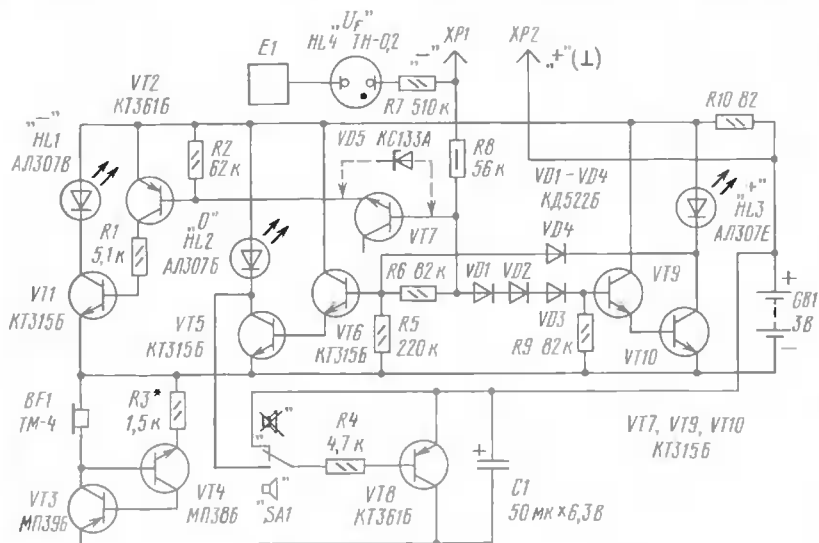 „U_F"
HL4 ТН-0,2
E1
„—"
XP1
XP2
„+"(⊥)
R7 510 к
R10 82
VT2
КТ361Б
„—"
HL1
АЛ307В
R2
62 к
VD5 КС133А
R8
56 к
VD1–VD4
КД522Б
„+"
HL3
АЛ307Е
„0"
HL2
АЛ307Б
R1
5,1 к
VT7
VD4
VT1
КТ315Б
VT5
КТ315Б
R6 82 к
VD1
VD2
VD3
VT9
VT6
КТ315Б
R5
220 к
R9 82 к
VT10
+
GB1
3В
—
BF1
ТМ-4
R3*
1,5 к
R4
4,7 к
VT7, VT9, VT10
КТ315Б
VT3
МП39Б
VT4
МП38Б
SA1
VT8
КТ361Б
+
C1
50 мк × 6,3 В